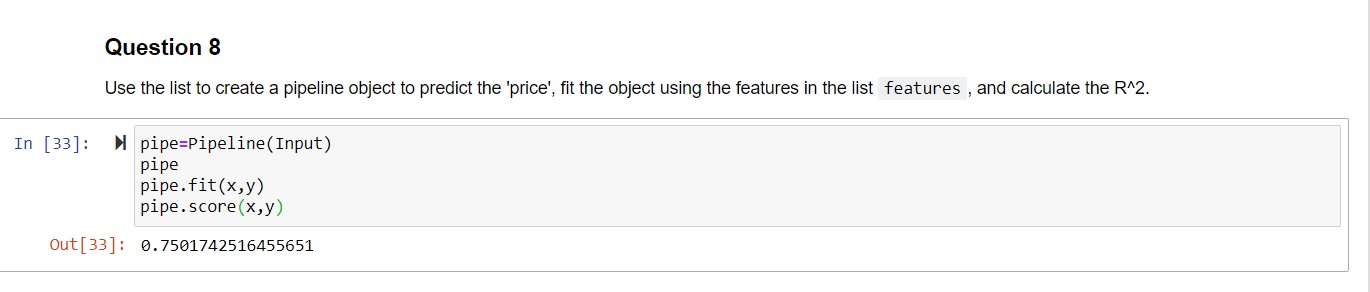 Question 8
Use the list to create a pipeline object to predict the 'price', fit the object using the features in the list features , and calculate the R^2.
In [33]: pipe=Pipeline(Input)
pipe
pipe.fit(x,y)
pipe.score(x,y)
Out[33]: 0.7501742516455651